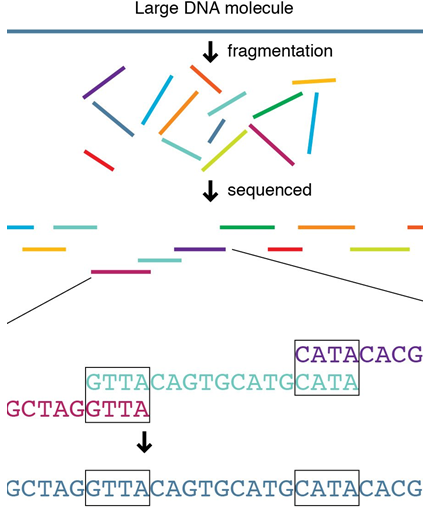 Large DNA molecule
fragmentation
sequenced
CATACACG
GTTACAGTGCATGCATA
GCTAGGTTA
GCTAGGTTACAGTGCATGCATACACG